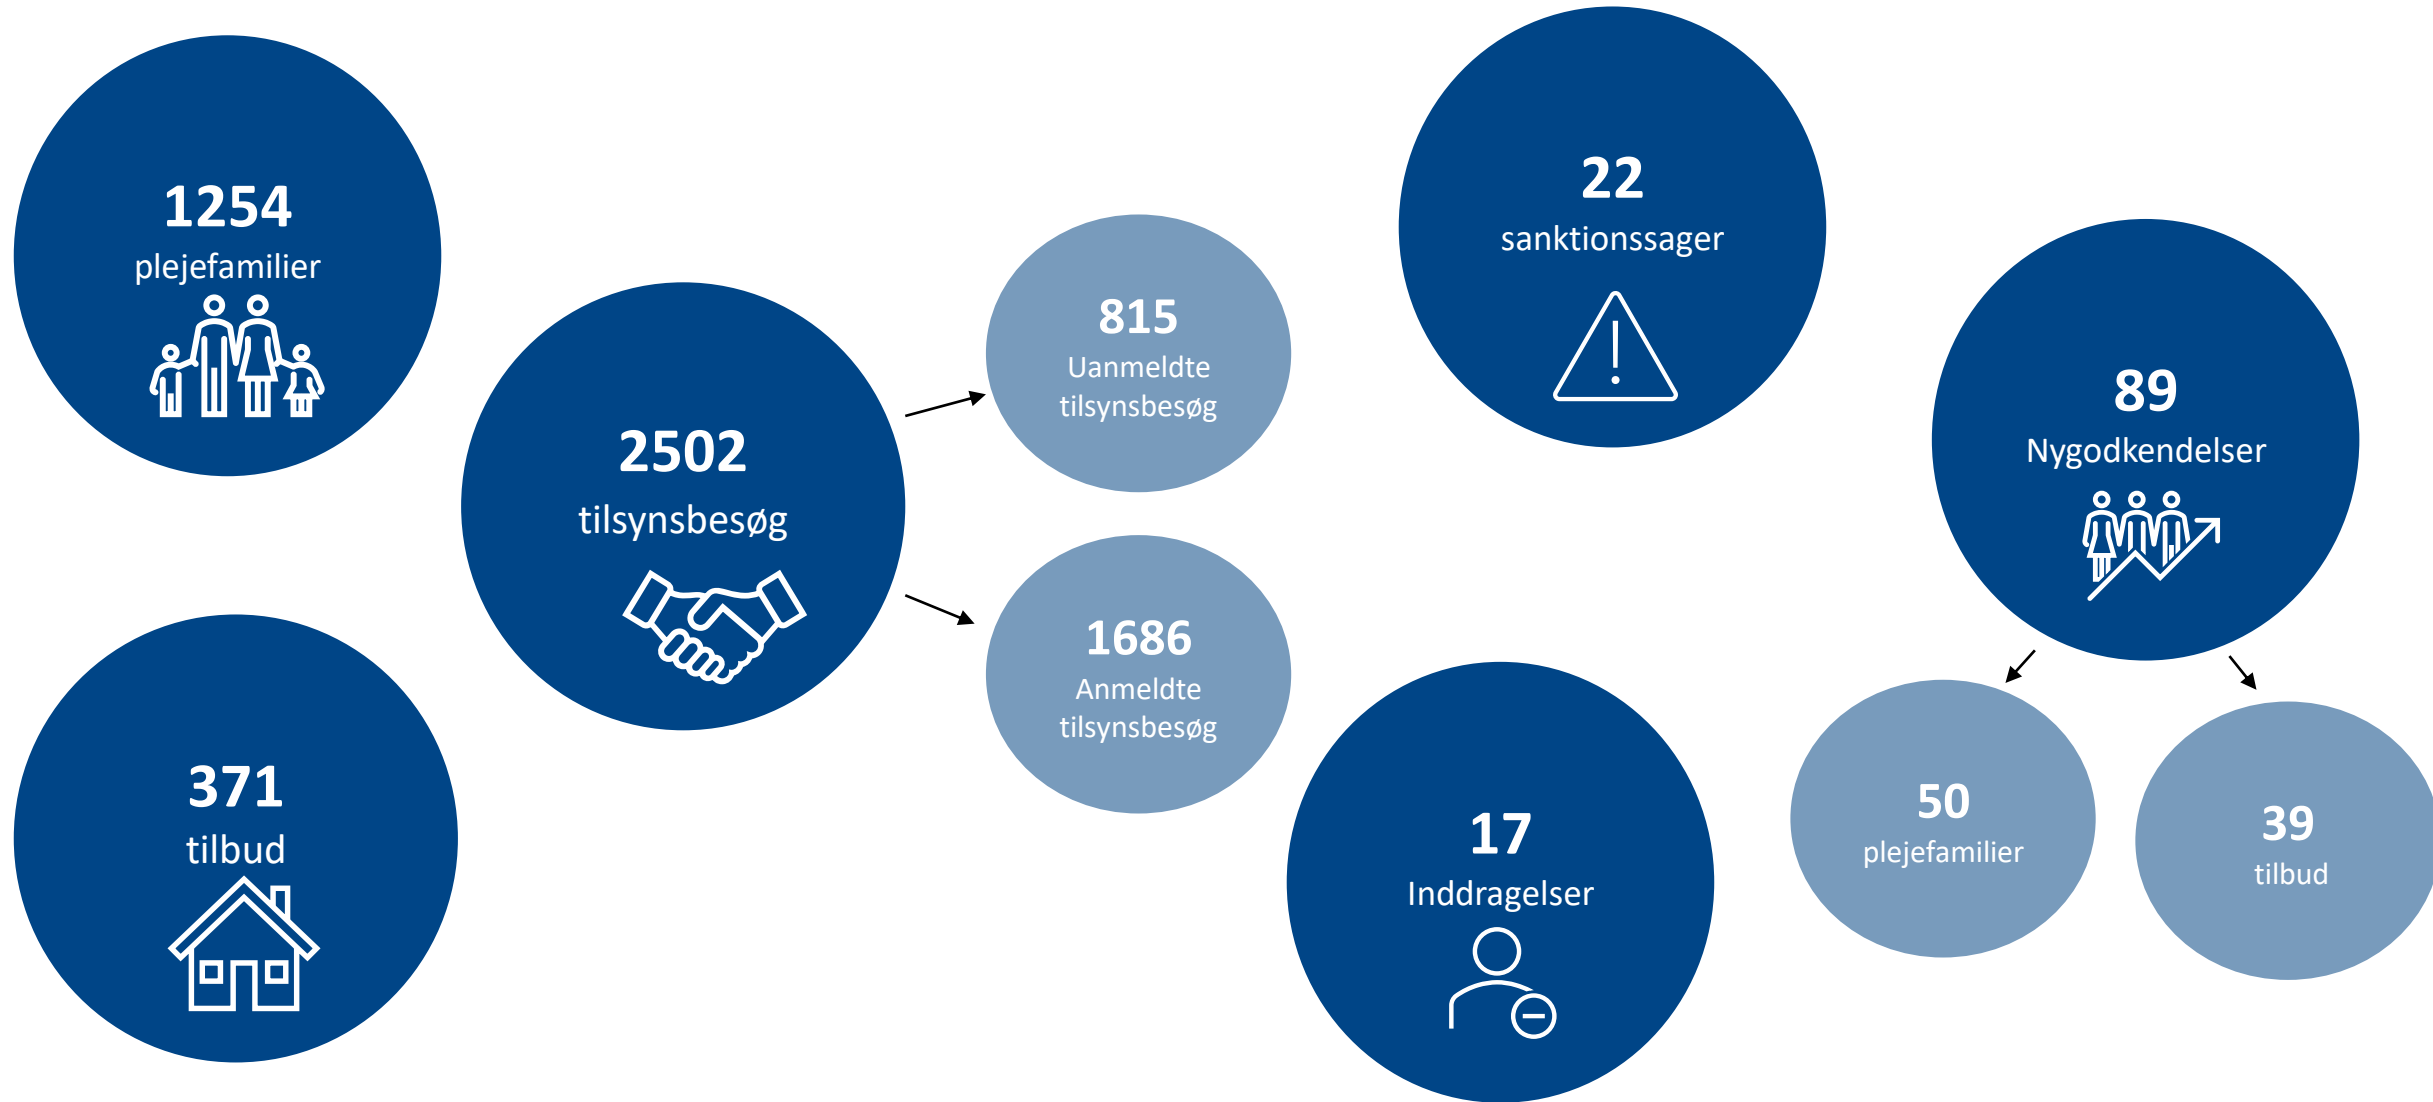 1254
plejefamilier
371
tilbud
2502
tilsynsbesøg
815
Uanmeldte
tilsynsbesøg
1686
Anmeldte
tilsynsbesøg
22
sanktionssager
17
Inddragelser
89
Nygodkendelser
50
plejefamilier
39
tilbud